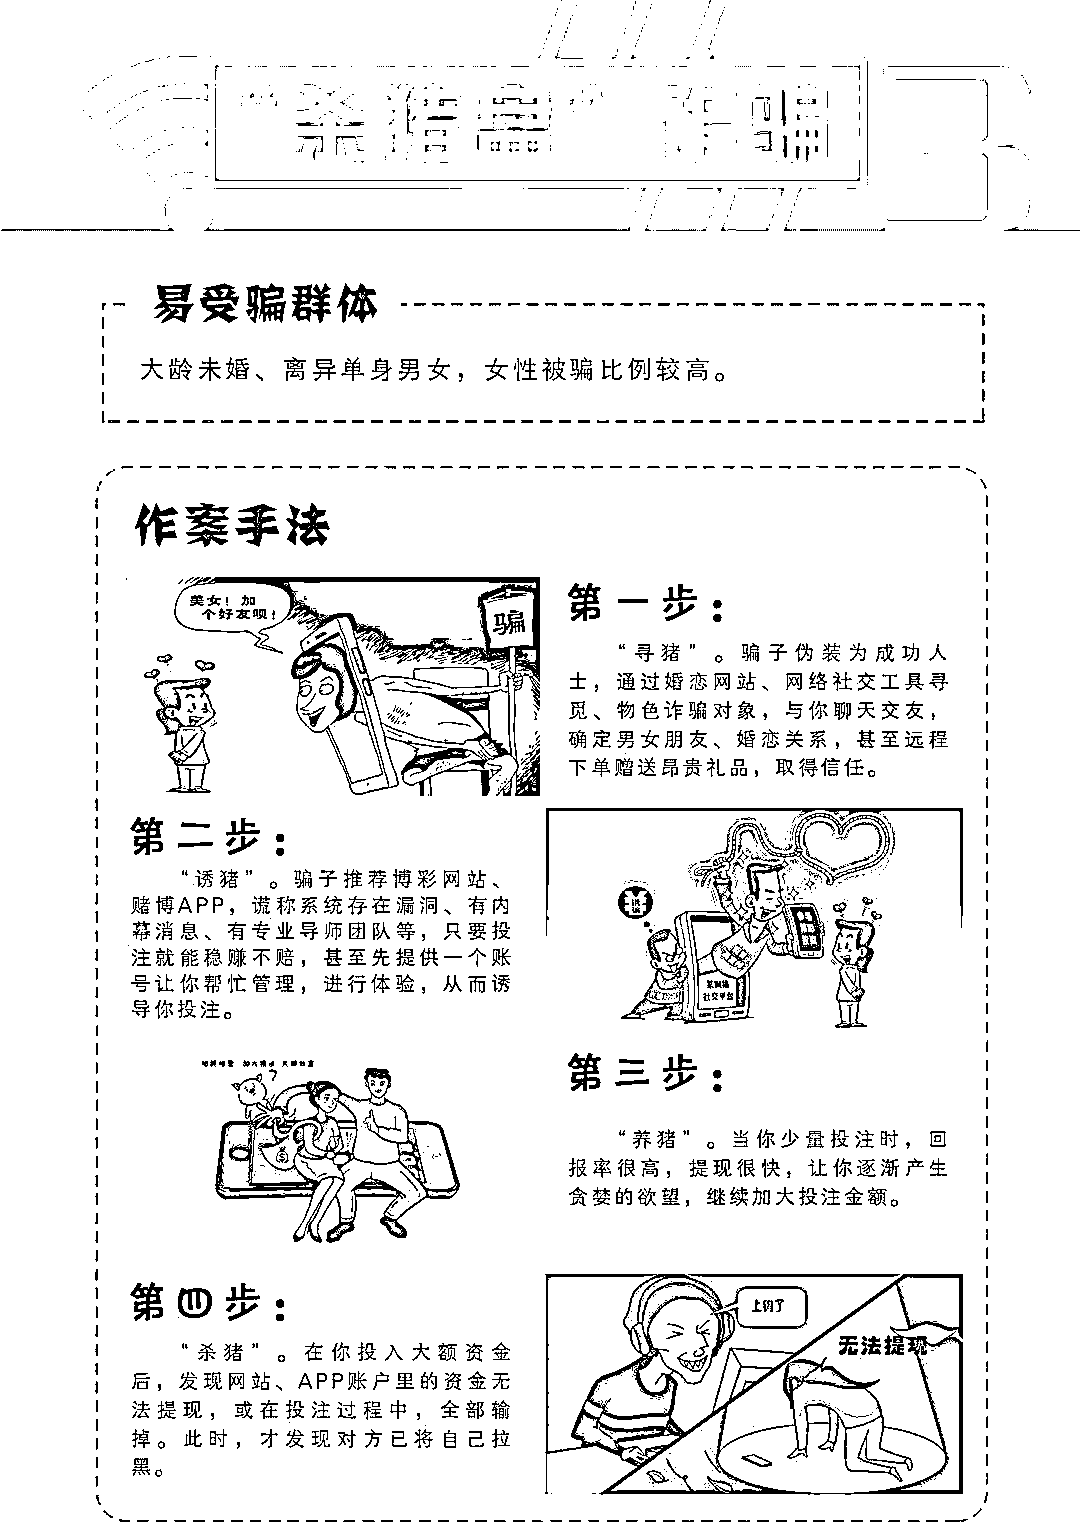 “杀猪盘” 诈骗
易受骗群体
大龄未婚、离异单身男女，女性被骗比例较高。
作案手法
美女！加
个好友呗！
骗
第一步：
“寻猪”。骗子伪装为成功人
士，通过婚恋网站、网络社交工具寻
觅、物色诈骗对象，与你聊天交友，
确定男女朋友、婚恋关系，甚至远程
下单赠送昂贵礼品，取得信任。
第二步：
“诱猪”。骗子推荐博彩网站、
赌博APP，谎称系统存在漏洞、有内
幕消息、有专业导师团队等，只要投
注就能稳赚不赔，甚至先提供一个账
号让你帮忙管理，进行体验，从而诱
导你投注。
社交平台
第三步：
“养猪”。当你少量投注时，回
报率很高，提现很快，让你逐渐产生
贪婪的欲望，继续加大投注金额。
第四步：
“杀猪”。在你投入大额资金
后，发现网站、APP账户里的资金无
法提现，或在投注过程中，全部输
掉。此时，才发现对方已将自己拉
黑。
上钩了
无法提现